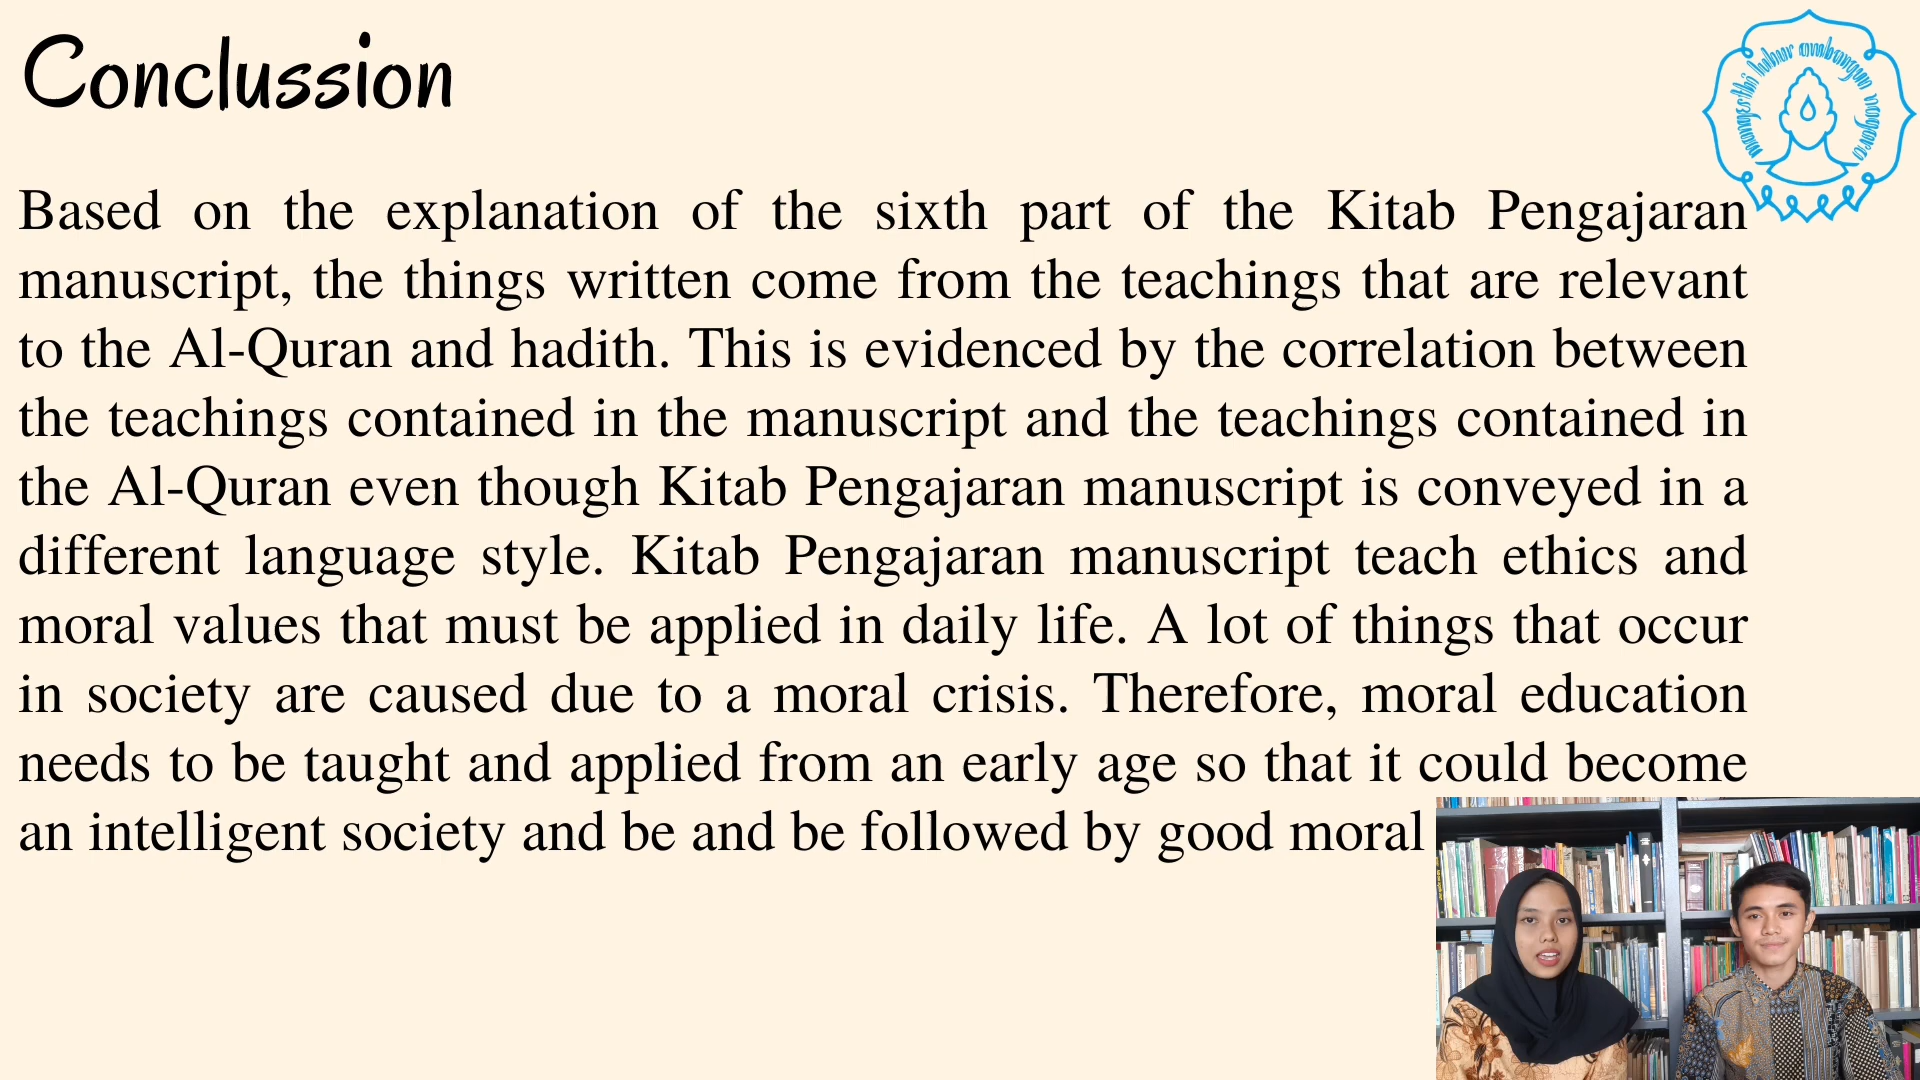 Conclussion
mangesthi luhur ambangun nagara
Based on the explanation of the sixth part of the Kitab Pengajaran
manuscript, the things written come from the teachings that are relevant
to the Al-Quran and hadith. This is evidenced by the correlation between
the teachings contained in the manuscript and the teachings contained in
the Al-Quran even though Kitab Pengajaran manuscript is conveyed in a
different language style. Kitab Pengajaran manuscript teach ethics and
moral values that must be applied in daily life. A lot of things that occur
in society are caused due to a moral crisis. Therefore, moral education
needs to be taught and applied from an early age so that it could become
an intelligent society and be and be followed by good moral